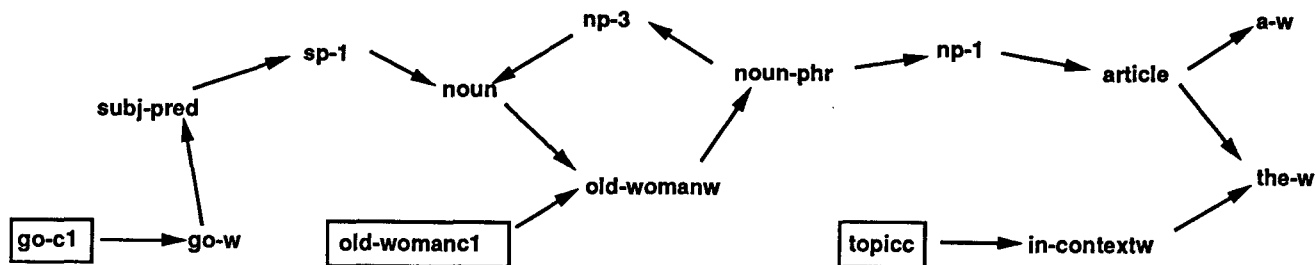 np-3
a-w
sp-1
np-1
noun-phr
article
noun
subj-pred
old-womanw
the-w
go-c1
go-w
old-womanc1
topicc
in-contextw